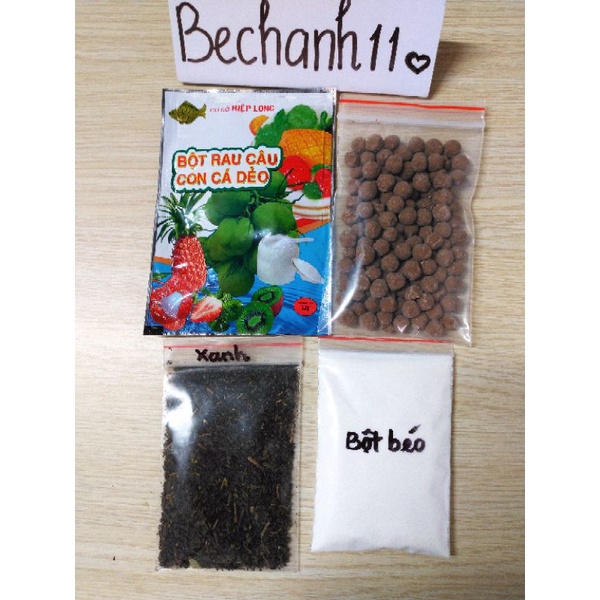 Bechanh11
HIỆP LONG
BỘT RAU CÂU
CON CÁ DẺO
xanh
Bột béo